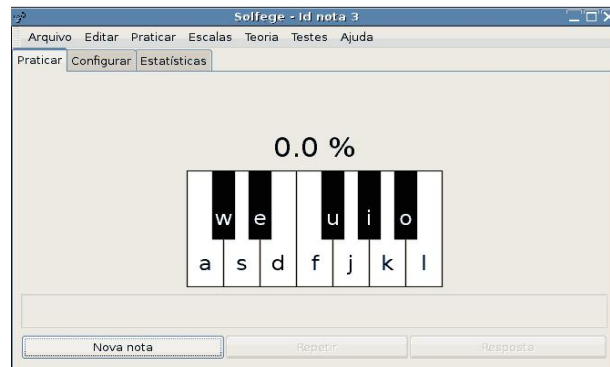 Solfege - Id nota 3
Arquivo Editar Praticar Escalas Teoria Testes Ajuda
Praticar Configurar Estatísticas
0.0 %
w e u i o
a s d f j k l
Nova nota Repetir Resposta